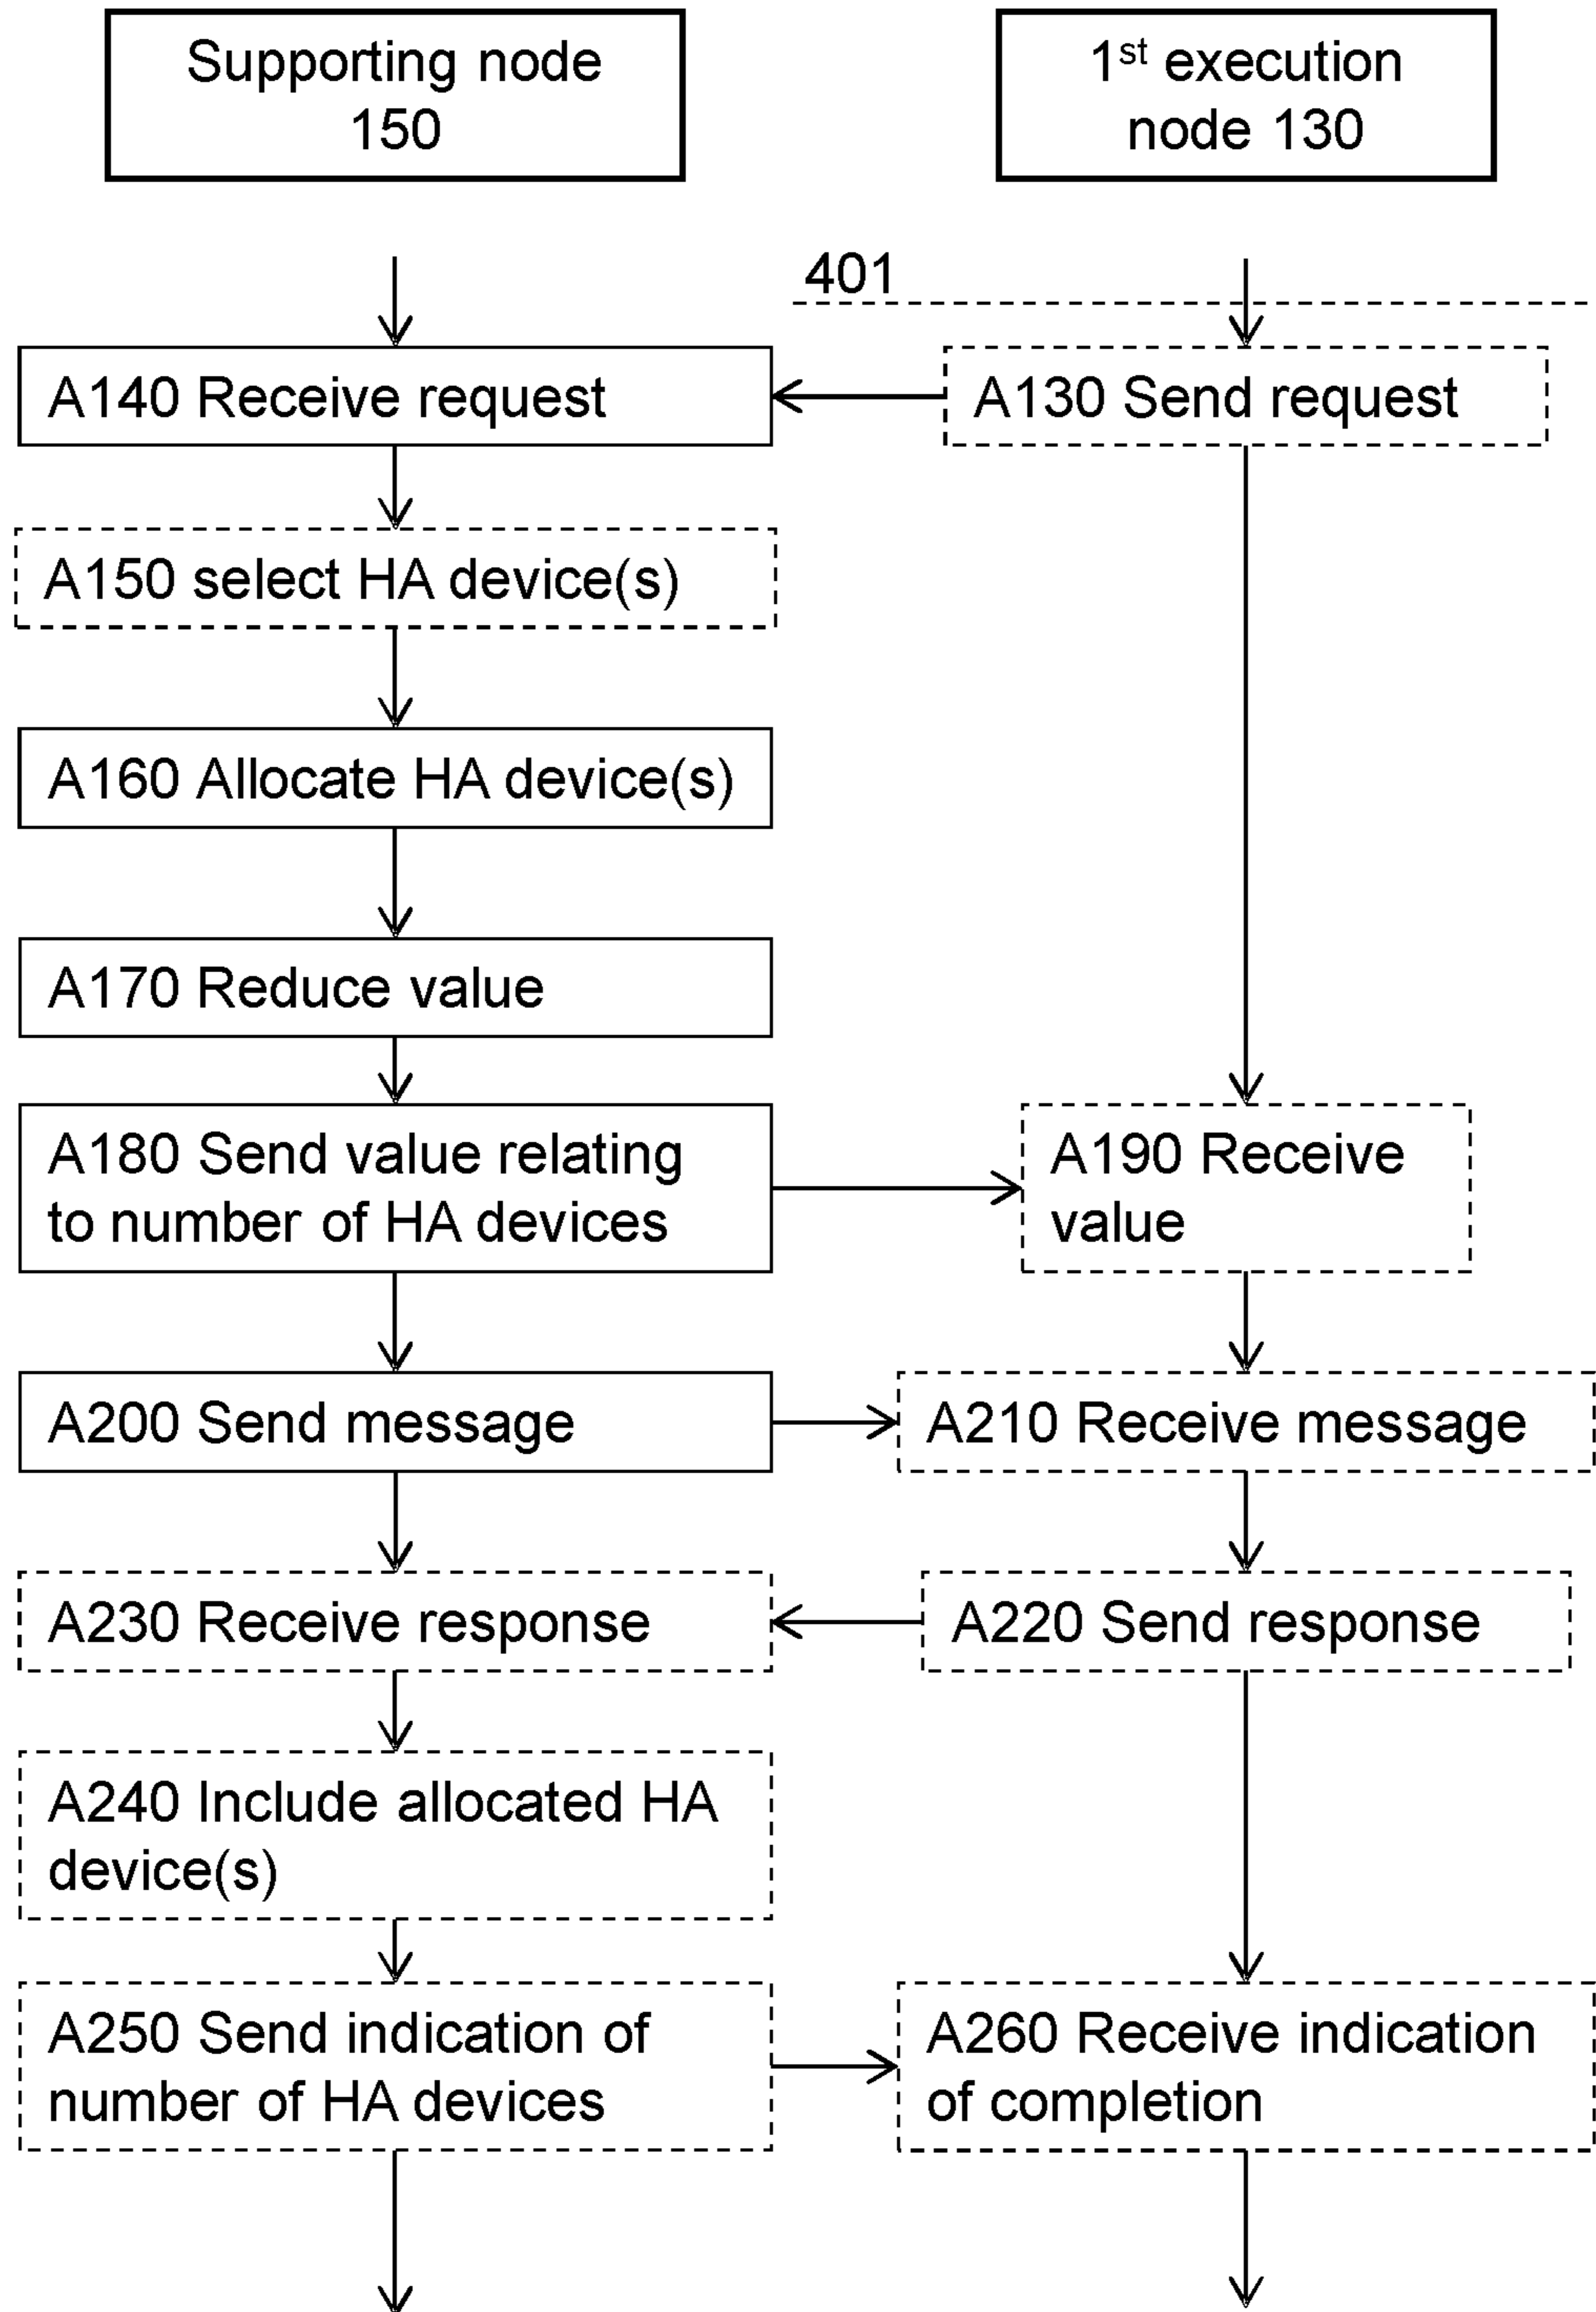 Supporting node
150
1st execution
node 130
401
A140 Receive request
A130 Send request
A150 select HA device(s)
A160 Allocate HA device(s)
A170 Reduce value
A180 Send value relating
to number of HA devices
A190 Receive
value
A200 Send message
A210 Receive message
A230 Receive response
A220 Send response
A240 Include allocated HA
device(s)
A250 Send indication of
number of HA devices
A260 Receive indication
of completion